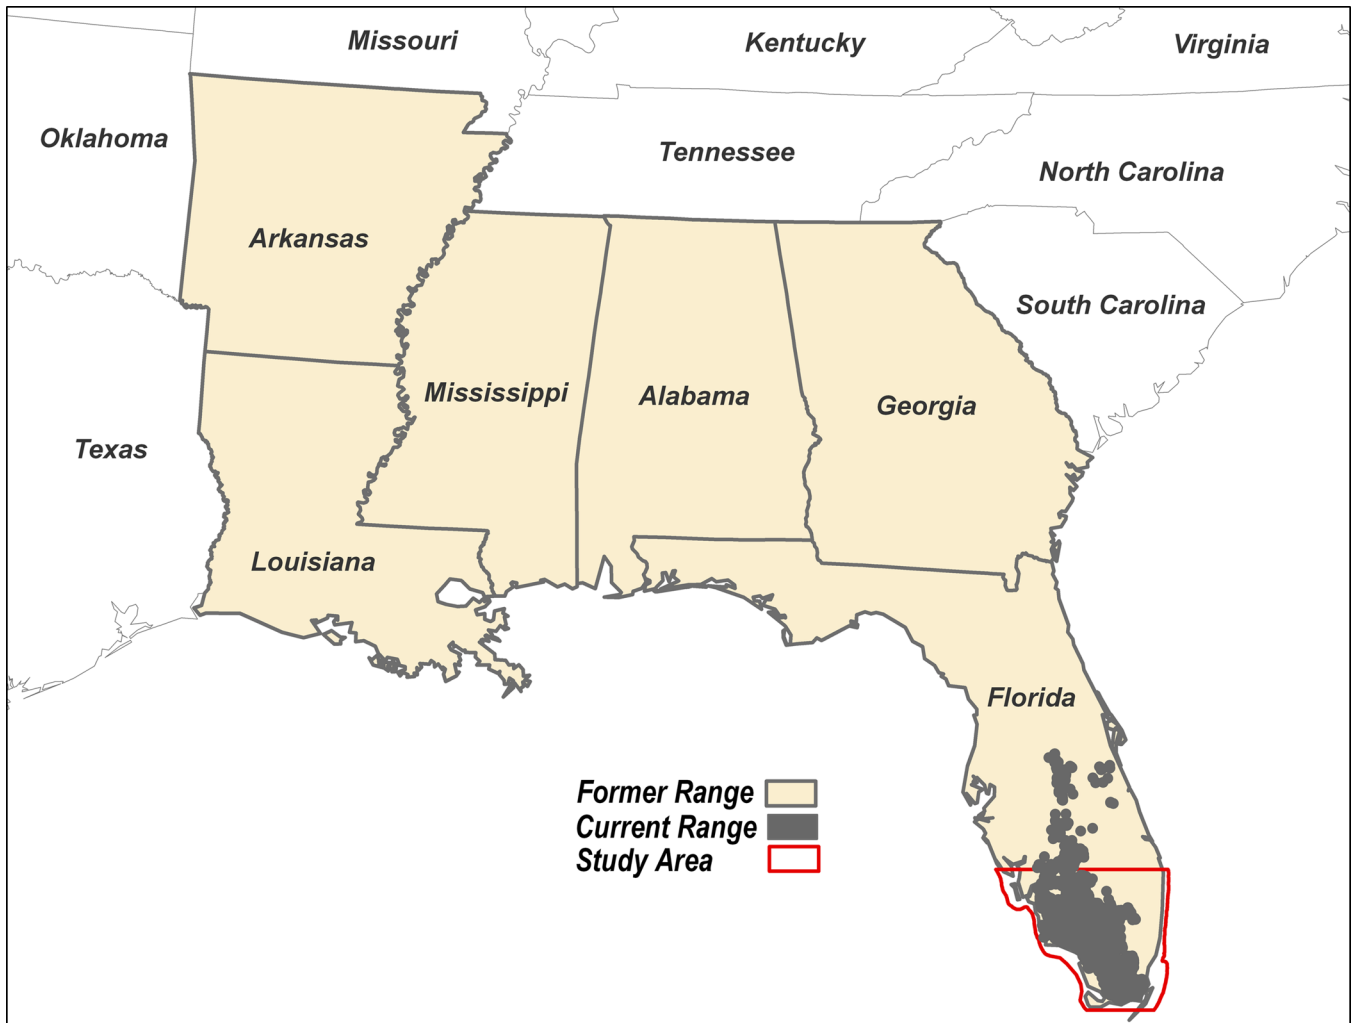 Missouri
Kentucky
Virginia
Oklahoma
Tennessee
North Carolina
Arkansas
South Carolina
Mississippi
Alabama
Georgia
Texas
Louisiana
Florida
Former Range
Current Range
Study Area